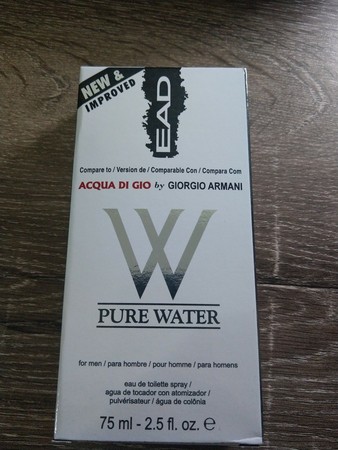 NEW &
IMPROVED
EAD
Compare to / Version de / Comparable Con / Compara Com
ACQUA DI GIO by GIORGIO ARMANI
W
PURE WATER
for men / para hombre / pour homme / para homens
eau de toilette spray /
agua de tocador con atomizador /
pulvérisateur / água de colônia
75 ml - 2.5 fl. oz. e